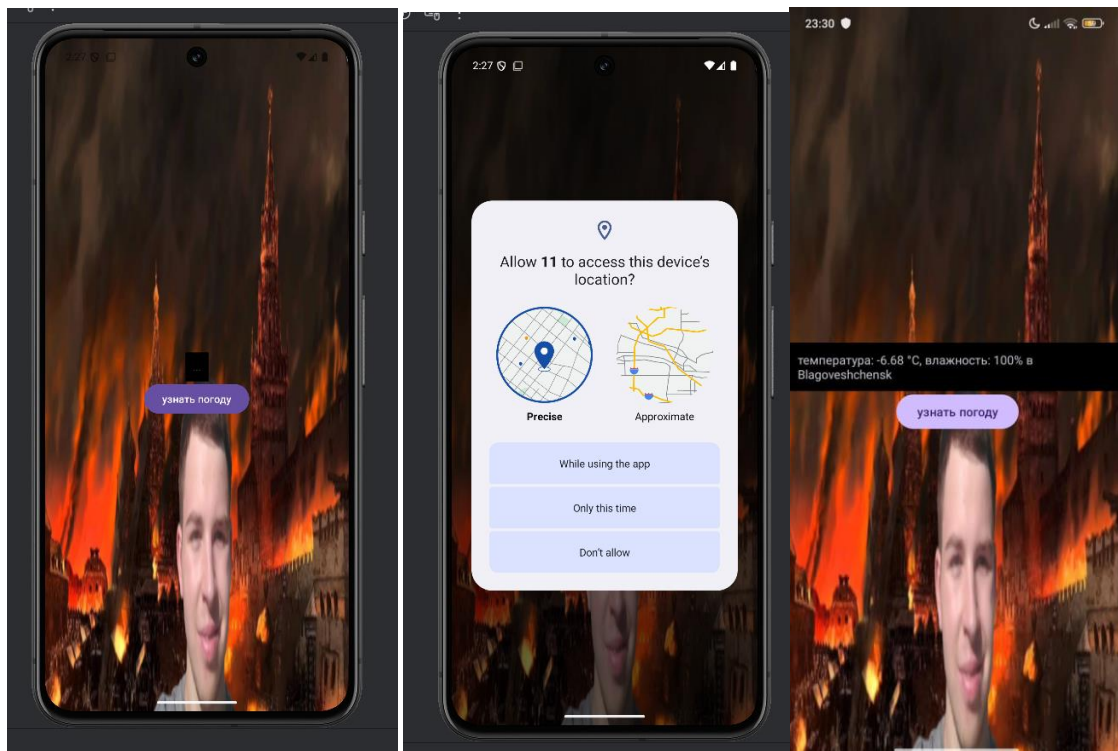 2:27
узнать погоду
2:27
Allow 11 to access this device's
location?
Precise
Approximate
While using the app
Only this time
Don't allow
23:30
температура: -6.68 °C, влажность: 100% в
Blagoveshchensk
узнать погоду